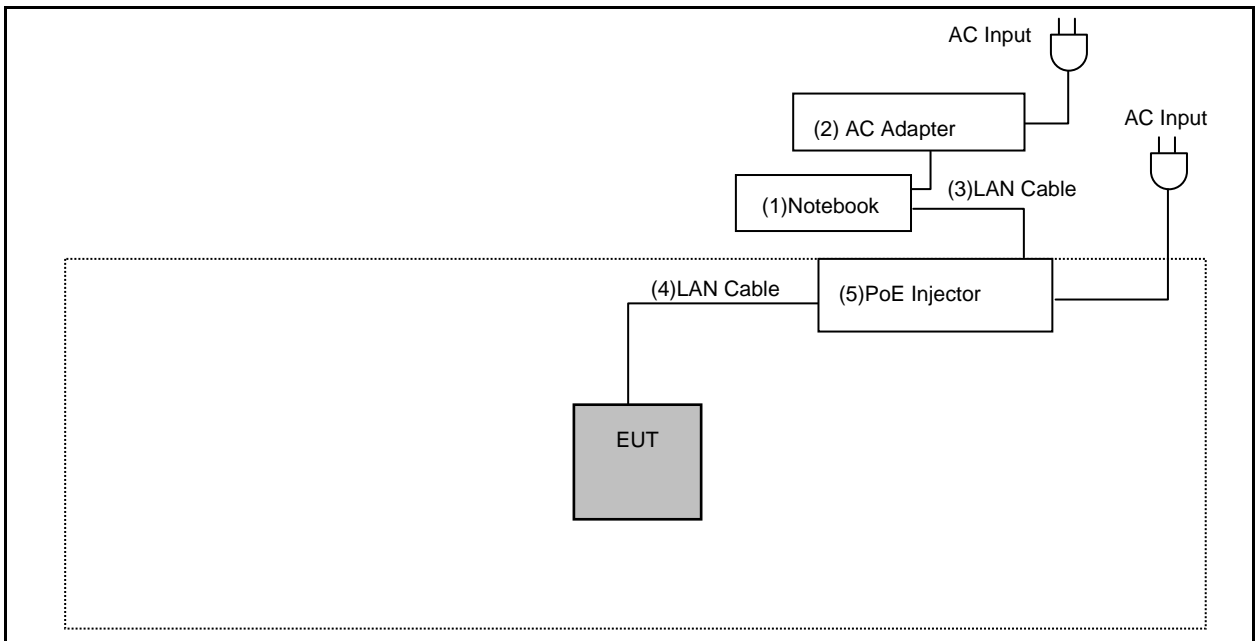 AC Input
AC Input
(2) AC Adapter
(1)Notebook
(3)LAN Cable
(4)LAN Cable
(5)PoE Injector
EUT